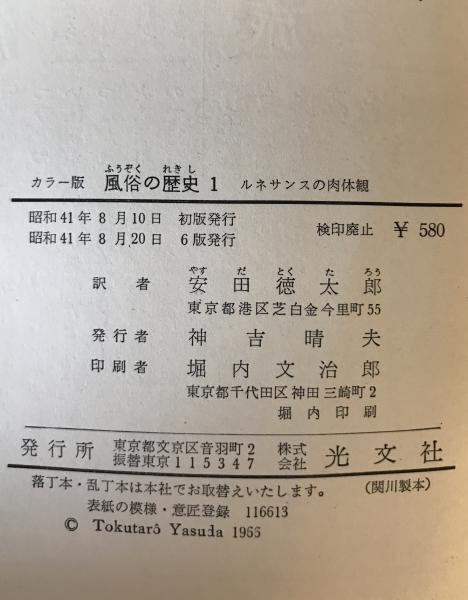 ふうぞく れきし
カラー版 風俗の歴史 1 ルネサンスの肉体観
昭和41年 8月10日 初版発行
昭和41年 8月20日 6版発行
検印廃止 ¥ 580
やす だ とく た ろう
訳者 安田徳太郎
東京都港区芝白金今里町55
発行者 神吉晴夫
印刷者 堀内文治郎
東京都千代田区神田三崎町2
堀内印刷
発行所 東京都文京区音羽町2 振替東京115347 株式会社 光文社
落丁本・乱丁本は本社でお取替えいたします。 (関川製本)
表紙の模様・意匠登録 116613
© Tokutarô Yasuda 1966